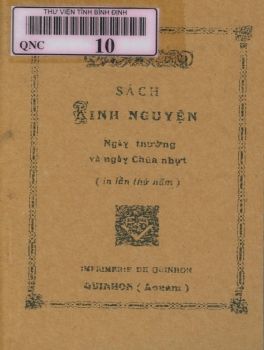 THƯ VIỆN TỈNH BÌNH ĐỊNH
QNC
10
SÁCH
KINH NGUYỆN
Ngày thường
và ngày Chúa nhựt
( in lần thứ năm )
IMPRIMERIE DE QUINHON
QUINHON ( Annam )